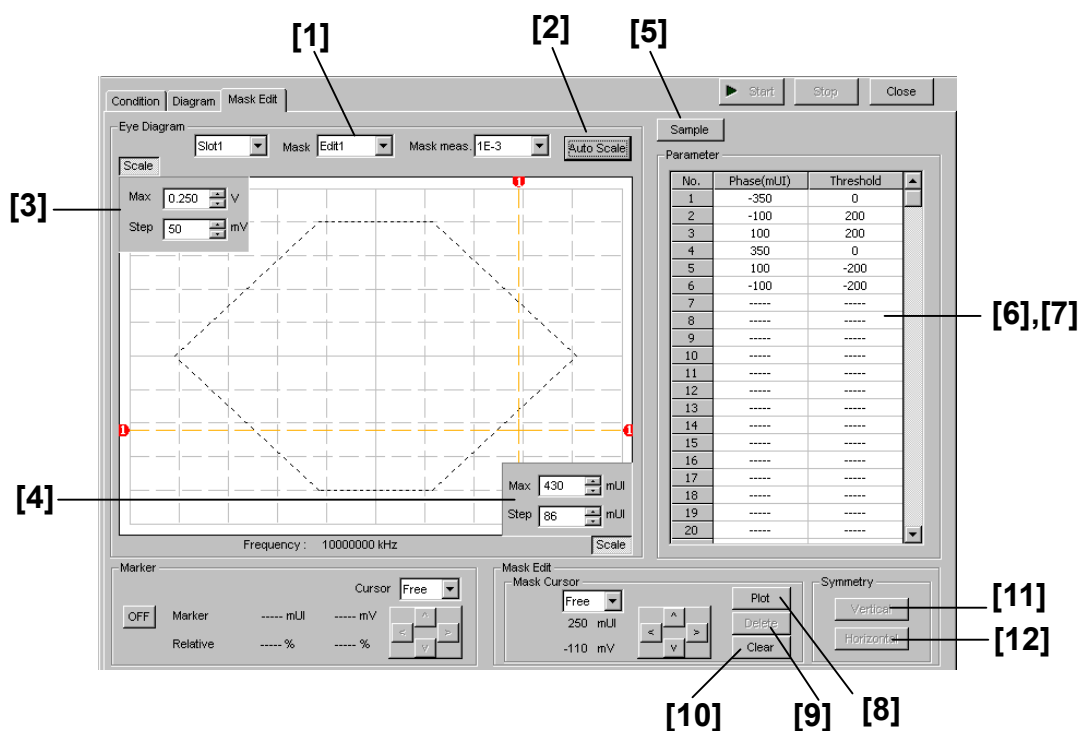 [1]
[2]
[5]
Condition Diagram Mask Edit
Start Stop Close
Eye Diagram
Slot1 Mask Edit1 Mask meas. 1E-3 Auto Scale
Sample
Scale
[3]
Max 0.250 V
Step 50 mV
1
1
1
Parameter
No. Phase(mUI) Threshold
1 -350 0
2 -100 200
3 100 200
4 350 0
5 100 -200
6 -100 -200
7 ----- -----
8 ----- -----
9 ----- -----
10 ----- -----
11 ----- -----
12 ----- -----
13 ----- -----
14 ----- -----
15 ----- -----
16 ----- -----
17 ----- -----
18 ----- -----
19 ----- -----
20 ----- -----
[6],[7]
[4]
Max 430 mUI
Step 86 mUI
Frequency : 10000000 kHz
Scale
Marker
Cursor Free
OFF Marker ----- mUI ----- mV
Relative ----- % ----- %
< ^ v >
Mask Edit
Mask Cursor
Free
250 mUI
-110 mV
< ^ v >
Plot
Delete
Clear
Symmetry
Vertical
Horizontal
[11]
[12]
[10]
[9]
[8]